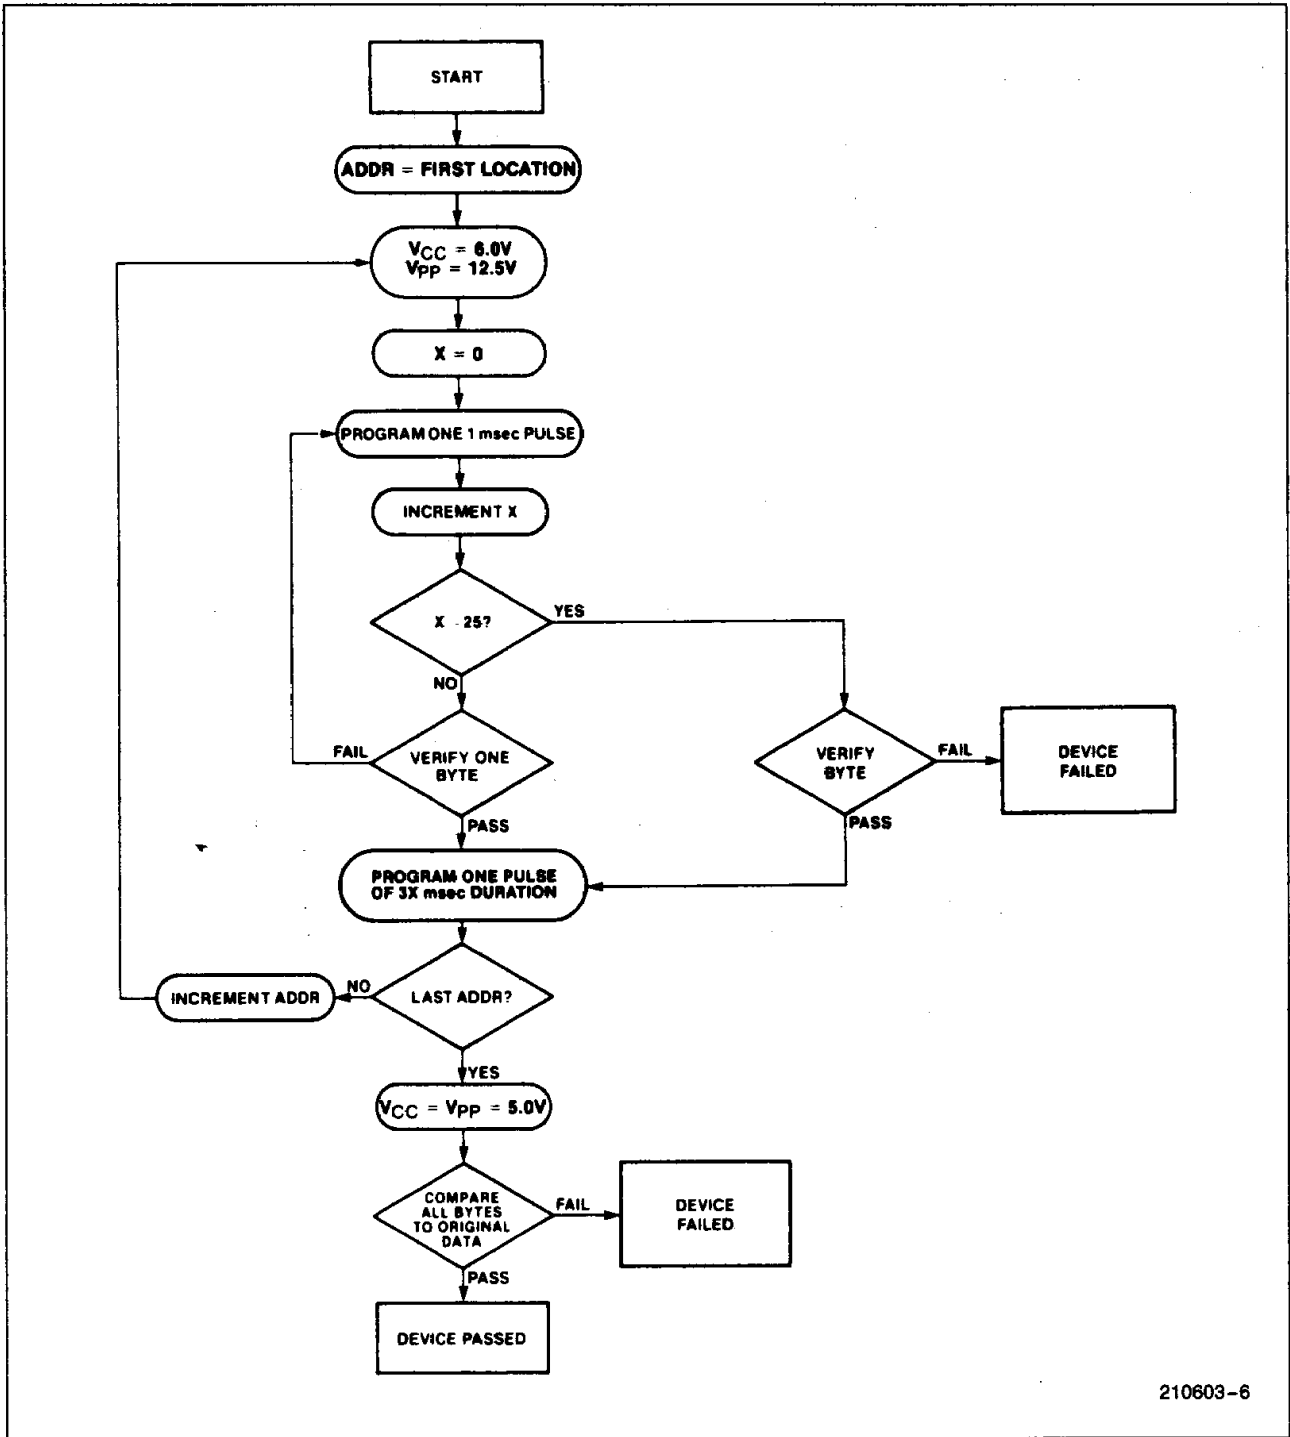 START
ADDR = FIRST LOCATION
VCC = 6.0V
VPP = 12.5V
X = 0
PROGRAM ONE 1 msec PULSE
INCREMENT X
X - 25?
YES
NO
FAIL
VERIFY ONE
BYTE
VERIFY
BYTE
FAIL
DEVICE
FAILED
PASS
PASS
PROGRAM ONE PULSE
OF 3X msec DURATION
INCREMENT ADDR
NO
LAST ADDR?
YES
VCC = VPP = 5.0V
COMPARE
ALL BYTES
TO ORIGINAL
DATA
FAIL
DEVICE
FAILED
PASS
DEVICE PASSED
210603-6